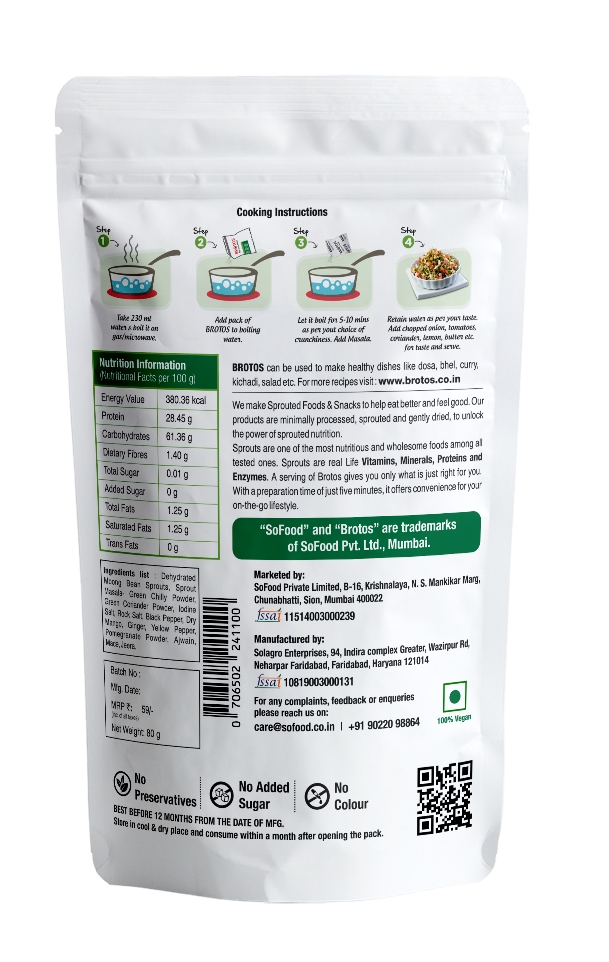 Cooking Instructions
Step
1
Step
2
BROTOS
Step
3
Step
4
Take 230 ml
water & boil it on
gas/microwave.
Add pack of
BROTOS to boiling
water.
Let it boil for 5-10 mins
as per yout choice of
crunchiness. Add Masala.
Retain water as per your taste.
Add chopped onion, tomatoes,
coriander, lemon, butter etc.
for taste and serve.
Nutrition Information
(Nutritional Facts per 100 g)
Energy Value 380.36 kcal
Protein 28.45 g
Carbohydrates 61.36 g
Dietary Fibres 1.40 g
Total Sugar 0.01 g
Added Sugar 0 g
Total Fats 1.25 g
Saturated Fats 1.25 g
Trans Fats 0 g
BROTOS can be used to make healthy dishes like dosa, bhel, curry,
kichadi, salad etc. For more recipes visit: www.brotos.co.in
We make Sprouted Foods & Snacks to help eat better and feel good. Our
products are minimally processed, sprouted and gently dried, to unlock
the power of sprouted nutrition.
Sprouts are one of the most nutritious and wholesome foods among all
tested ones. Sprouts are real Life Vitamins, Minerals, Proteins and
Enzymes. A serving of Brotos gives you only what is just right for you.
With a preparation time of just five minutes, it offers convenience for your
on-the-go lifestyle.
"SoFood" and "Brotos" are trademarks
of SoFood Pvt. Ltd., Mumbai.
Ingredients list : Dehydrated
Moong Bean Sprouts, Sprout
Masala- Green Chilly Powder,
Green Coriander Powder, Iodine
Salt, Rock Salt, Black Pepper, Dry
Mango, Ginger, Yellow Pepper,
Pomegranate Powder, Ajwain,
Mace, Jeera.
0 706502 241100
Marketed by:
SoFood Private Limited, B-16, Krishnalaya, N. S. Mankikar Marg,
Chunabhatti, Sion, Mumbai 400022
fssai 11514003000239
Manufactured by:
Solagro Enterprises, 94, Indira complex Greater, Wazirpur Rd,
Neharpar Faridabad, Faridabad, Haryana 121014
fssai 10819003000131
For any complaints, feedback or enqueries
please reach us on:
care@sofood.co.in | +91 90220 98864
100% Vegan
Batch No :
Mfg. Date:
MRP ₹: 59/-
Net Weight: 80 g
No
Preservatives
No Added
Sugar
No
Colour
BEST BEFORE 12 MONTHS FROM THE DATE OF MFG.
Store in cool & dry place and consume within a month after opening the pack.